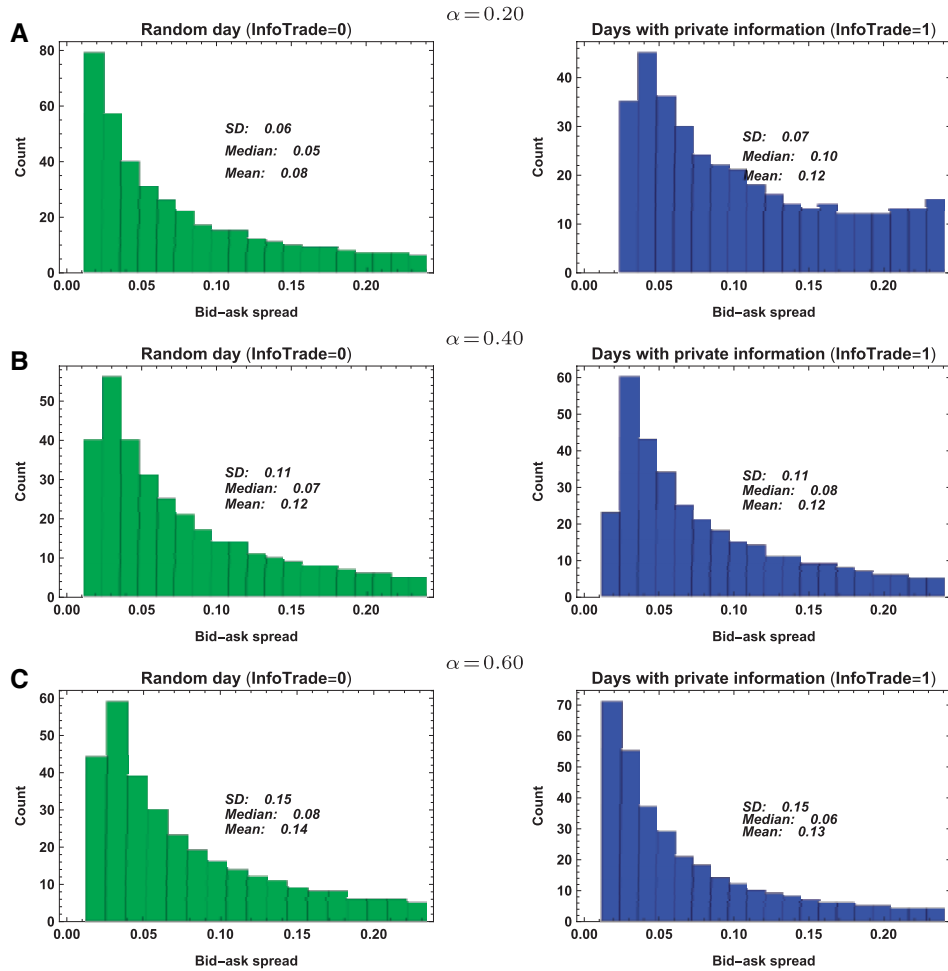 α=0.20
A
Random day (InfoTrade=0)
Days with private information (InfoTrade=1)
80
60
40
20
0
Count
SD: 0.06
Median: 0.05
Mean: 0.08
0.00 0.05 0.10 0.15 0.20
Bid–ask spread
40
30
20
10
0
Count
SD: 0.07
Median: 0.10
Mean: 0.12
0.00 0.05 0.10 0.15 0.20
Bid–ask spread
α=0.40
B
Random day (InfoTrade=0)
Days with private information (InfoTrade=1)
50
40
30
20
10
0
Count
SD: 0.11
Median: 0.07
Mean: 0.12
0.00 0.05 0.10 0.15 0.20
Bid–ask spread
60
50
40
30
20
10
0
Count
SD: 0.11
Median: 0.08
Mean: 0.12
0.00 0.05 0.10 0.15 0.20
Bid–ask spread
α=0.60
C
Random day (InfoTrade=0)
Days with private information (InfoTrade=1)
60
50
40
30
20
10
0
Count
SD: 0.15
Median: 0.08
Mean: 0.14
0.00 0.05 0.10 0.15 0.20
Bid–ask spread
70
60
50
40
30
20
10
0
Count
SD: 0.15
Median: 0.06
Mean: 0.13
0.00 0.05 0.10 0.15 0.20
Bid–ask spread